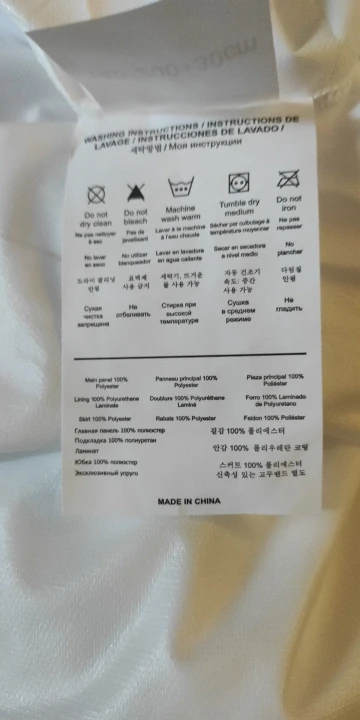 200+30cm
WASHING INSTRUCTIONS / INSTRUCTIONS DE
LAVAGE / INSTRUCCIONES DE LAVADO /
세탁방법 / Мои инструкции
Do not dry clean
Do not bleach
Machine wash warm
Tumble dry medium
Do not iron
Ne pas nettoyer à sec
Pas de javellisant
Laver à la machine à l'eau chaude
Sécher par culbutage à température moyenner
Ne pas repasser
No lavar en seco
No utilizar blanqueador
Lavar en lavadora en agua caliente
Secar en secadora a nivel medio
No planchar
드라이 클리닝 안됨
표백제 사용 금지
세탁기, 뜨거운 물 사용 가능
자동 건조기 속도: 중간 사용 가능
다림질 안됨
Сухая чистка запрещена
Не отбеливать
Стирка при высокой температуре
Сушка в среднем режиме
Не гладить
Main panel 100% Polyester
Panneau principal 100% Polyester
Pieza principal 100% Poliéster
Lining 100% Polyurethane Laminate
Doublure 100% Polyuréthane Laminé
Forro 100% Laminado de Poliuretano
Skirt 100% Polyester
Rabats 100% Polyester
Faldon 100% Poliéster
Главная панель 100% полиэстер
Подкладка 100% полиуретан
Ламинат
Юбка 100% полиэстер
Эксклюзивный упруго
겉감 100% 폴리에스터
안감 100% 폴리우레탄 코팅
스커트 100% 폴리에스터
신축성 있는 고무밴드 별도
MADE IN CHINA